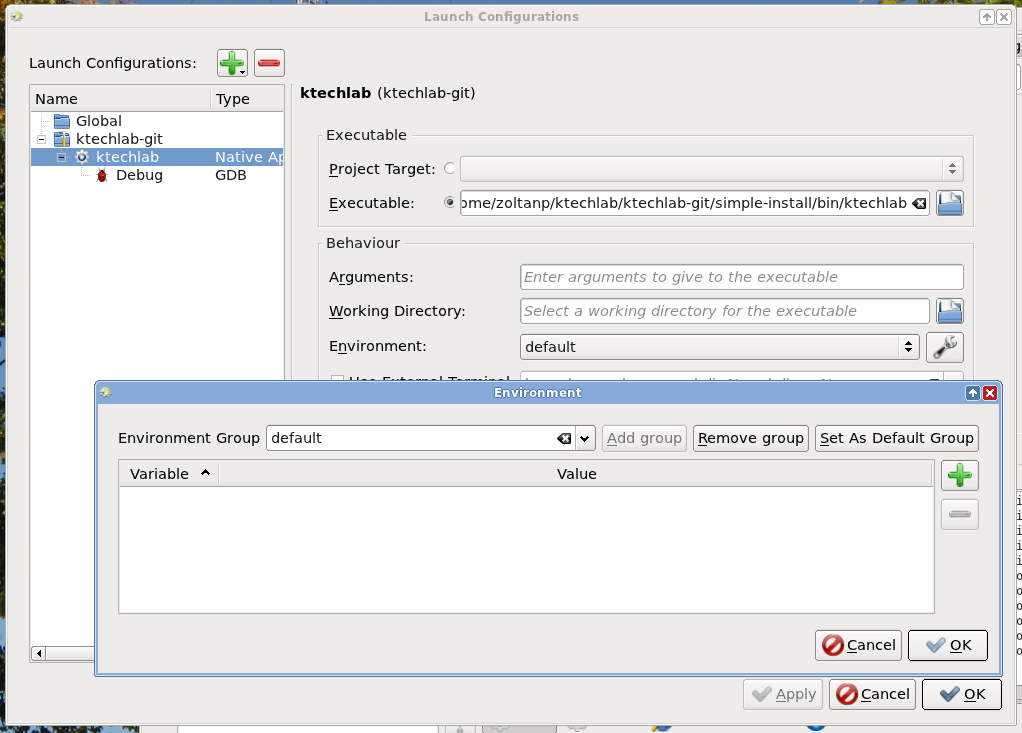 Launch Configurations
Launch Configurations:
Name Type
Global
ktechlab-git
ktechlab Native Ap
Debug GDB
ktechlab (ktechlab-git)
Executable
Project Target:
Executable: ome/zoltanp/ktechlab/ktechlab-git/simple-install/bin/ktechlab
Behaviour
Arguments: Enter arguments to give to the executable
Working Directory: Select a working directory for the executable
Environment: default
Use External Terminal
Environment
Environment Group default Add group Remove group Set As Default Group
Variable Value
Cancel OK
Apply Cancel OK